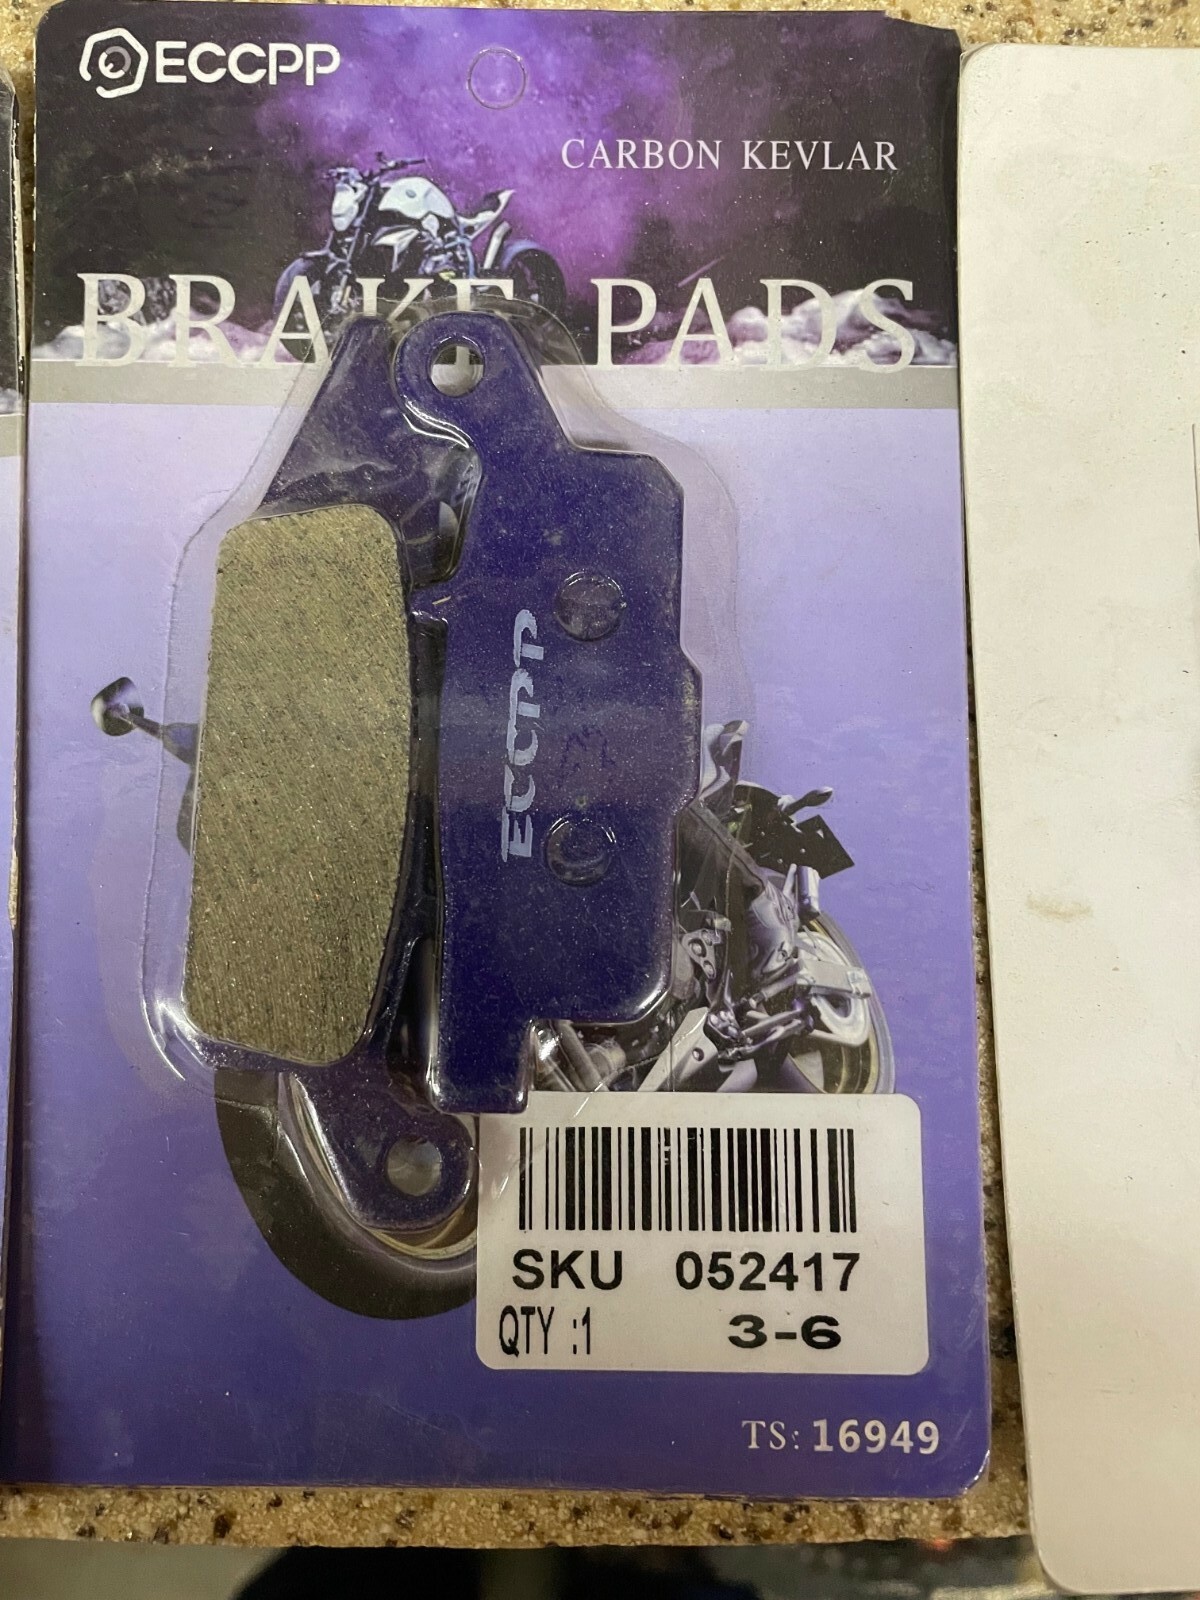 ECCPP
CARBON KEVLAR
BRAKE PADS
ECCPP
SKU 052417
QTY :1 3-6
TS: 16949